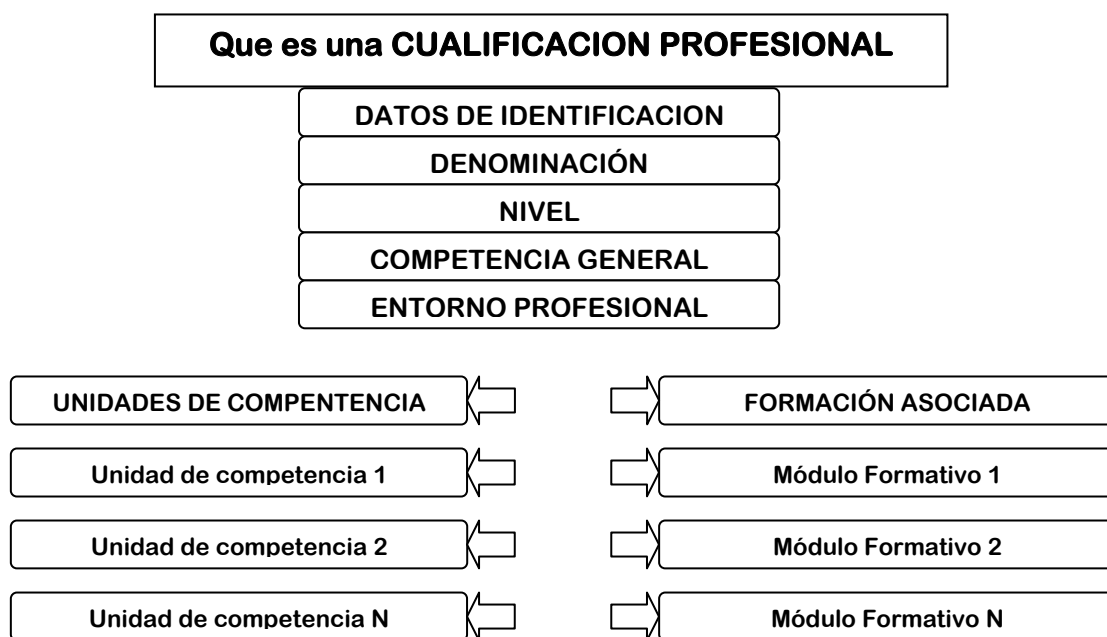 Que es una CUALIFICACION PROFESIONAL
DATOS DE IDENTIFICACION
DENOMINACIÓN
NIVEL
COMPETENCIA GENERAL
ENTORNO PROFESIONAL
UNIDADES DE COMPENTENCIA
FORMACIÓN ASOCIADA
Unidad de competencia 1
Módulo Formativo 1
Unidad de competencia 2
Módulo Formativo 2
Unidad de competencia N
Módulo Formativo N